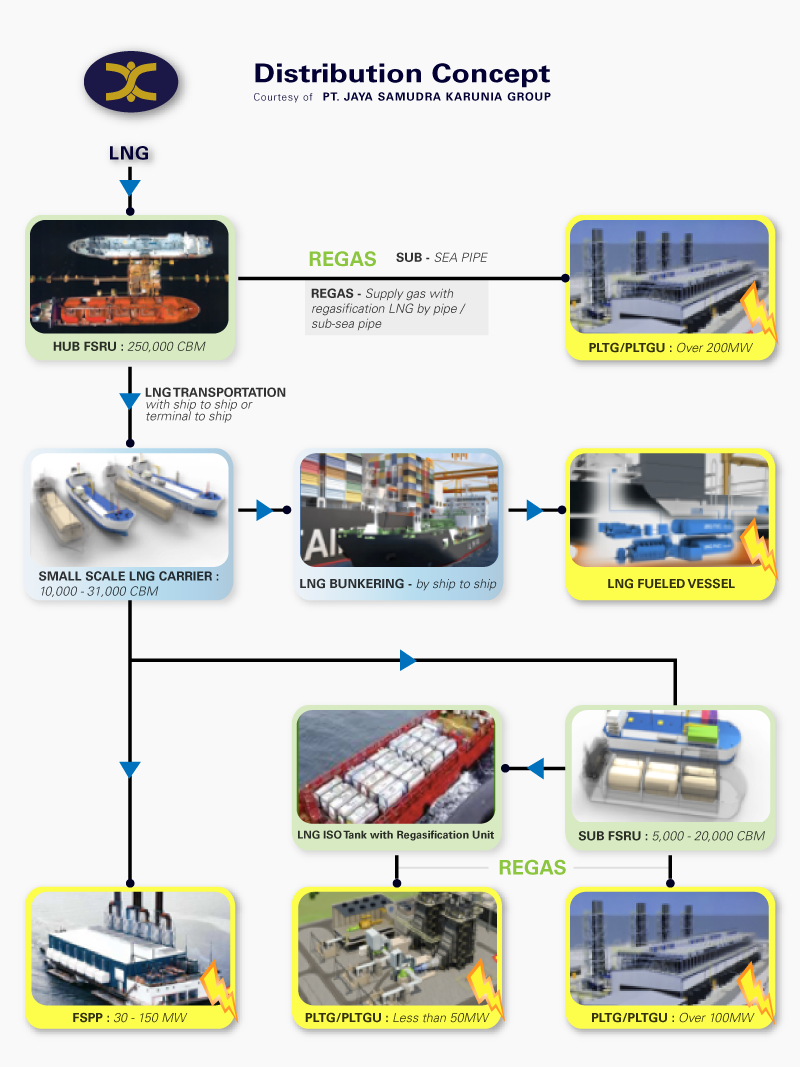 Distribution Concept
Courtesy of PT. JAYA SAMUDRA KARUNIA GROUP
LNG
REGAS SUB - SEA PIPE
REGAS - Supply gas with
regasification LNG by pipe /
sub-sea pipe
HUB FSRU : 250,000 CBM
PLTG/PLTGU : Over 200MW
LNG TRANSPORTATION
with ship to ship or
terminal to ship
SMALL SCALE LNG CARRIER :
10,000 - 31,000 CBM
LNG BUNKERING - by ship to ship
LNG FUELED VESSEL
LNG ISO Tank with Regasification Unit
SUB FSRU : 5,000 - 20,000 CBM
REGAS
FSPP : 30 - 150 MW
PLTG/PLTGU : Less than 50MW
PLTG/PLTGU : Over 100MW